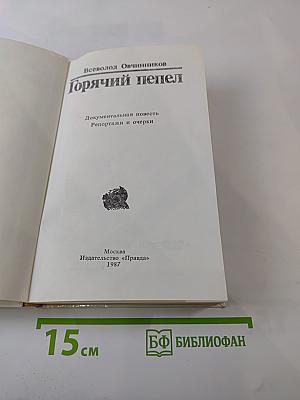 Всеволод Овчинников
Горячий пепел
Документальная повесть
Репортажи и очерки
Москва
Издательство «Правда»
1987
15 см
БФ БИБЛИОФАН